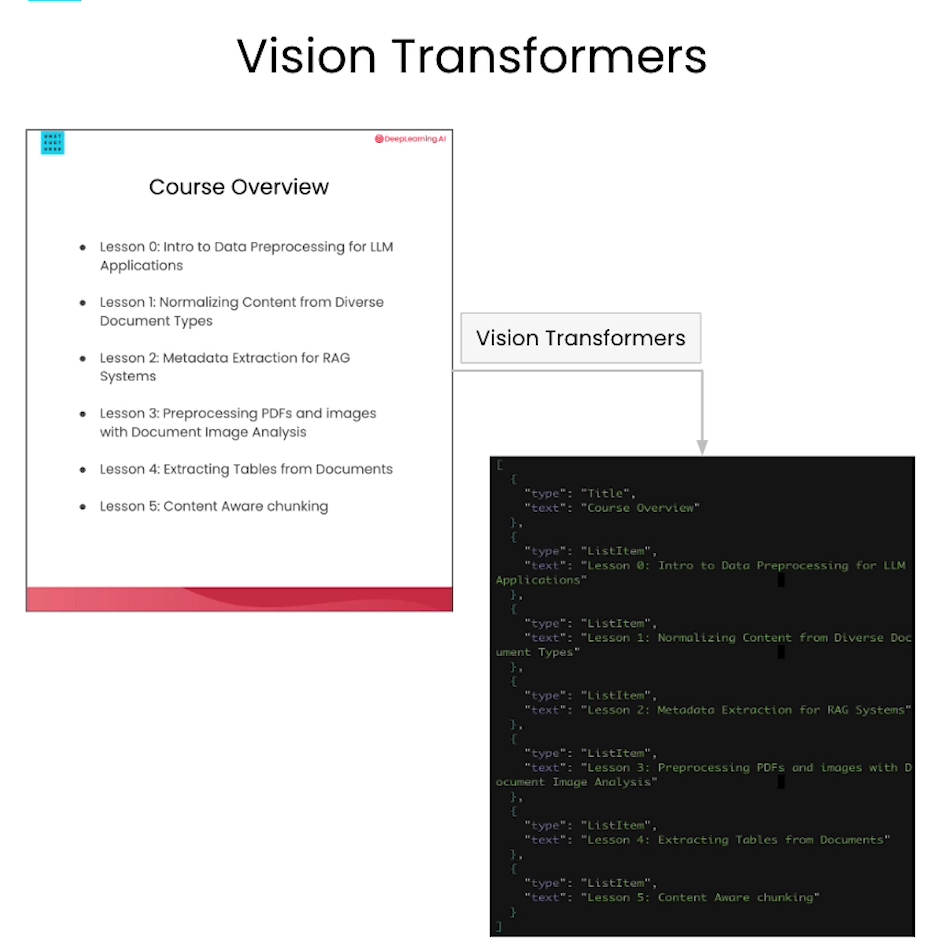 Vision Transformers
DeepLearning.AI
Course Overview
● Lesson 0: Intro to Data Preprocessing for LLM
Applications
● Lesson 1: Normalizing Content from Diverse
Document Types
● Lesson 2: Metadata Extraction for RAG
Systems
● Lesson 3: Preprocessing PDFs and images
with Document Image Analysis
● Lesson 4: Extracting Tables from Documents
● Lesson 5: Content Aware chunking
Vision Transformers
[
{
"type": "Title",
"text": "Course Overview"
},
{
"type": "ListItem",
"text": "Lesson 0: Intro to Data Preprocessing for LLM
Applications"
},
{
"type": "ListItem",
"text": "Lesson 1: Normalizing Content from Diverse Doc
ument Types"
},
{
"type": "ListItem",
"text": "Lesson 2: Metadata Extraction for RAG Systems"
},
{
"type": "ListItem",
"text": "Lesson 3: Preprocessing PDFs and images with D
ocument Image Analysis"
},
{
"type": "ListItem",
"text": "Lesson 4: Extracting Tables from Documents"
},
{
"type": "ListItem",
"text": "Lesson 5: Content Aware chunking"
}
]